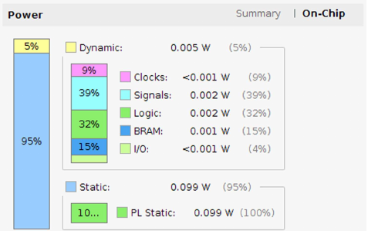 Power Summary | On-Chip
5% Dynamic: 0.005 W (5%)
9% Clocks: <0.001 W (9%)
39% Signals: 0.002 W (39%)
32% Logic: 0.002 W (32%)
95% 15% BRAM: 0.001 W (15%)
I/O: <0.001 W (4%)
Static: 0.099 W (95%)
10... PL Static: 0.099 W (100%)